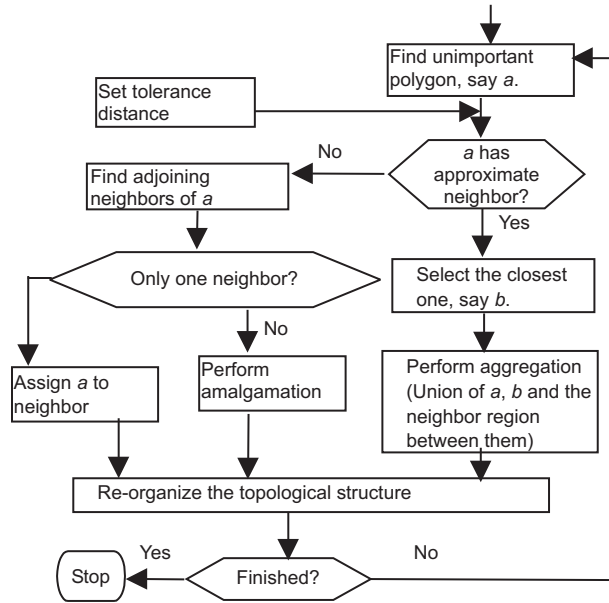 Find unimportant
polygon, say a.
Set tolerance
distance
a has
approximate
neighbor?
No
Find adjoining
neighbors of a
Yes
Only one neighbor?
Select the closest
one, say b.
No
Assign a to
neighbor
Perform
amalgamation
Perform aggregation
(Union of a, b and the
neighbor region
between them)
Re-organize the topological structure
Yes
No
Stop
Finished?